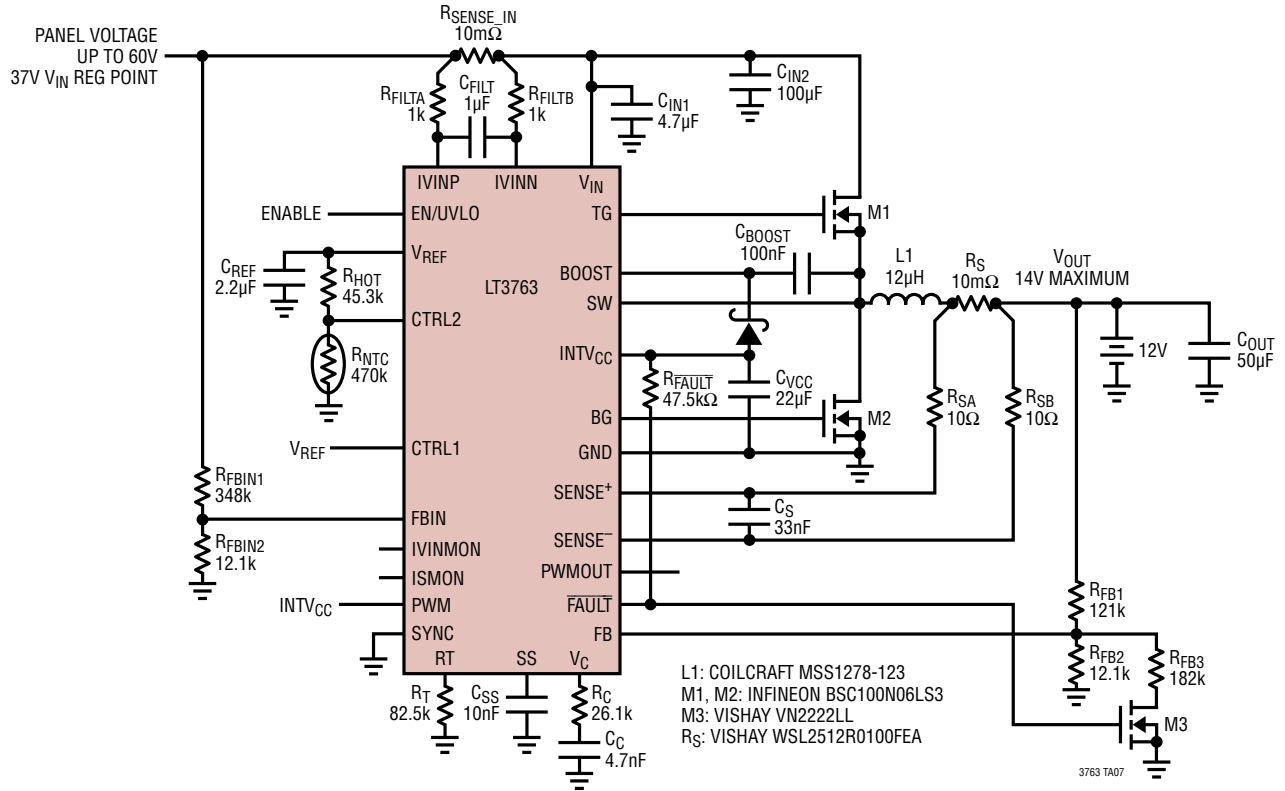 PANEL VOLTAGE
UP TO 60V
37V VIN REG POINT
RSENSE_IN
10mΩ
RFILTA
1k
CFILT
1µF
RFILTB
1k
CIN1
4.7µF
CIN2
100µF
IVINP
IVINN
VIN
ENABLE
EN/UVLO
TG
M1
CREF
2.2µF
VREF
RHOT
45.3k
LT3763
BOOST
CBOOST
100nF
SW
L1
12µH
RS
10mΩ
VOUT
14V MAXIMUM
CTRL2
RNTC
470k
INTVCC
RFAULT
47.5kΩ
CVCC
22µF
12V
COUT
50µF
BG
M2
RSA
10Ω
RSB
10Ω
VREF
CTRL1
GND
RFBIN1
348k
SENSE+
CS
33nF
FBIN
RFBIN2
12.1k
SENSE–
IVINMON
PWMOUT
ISMON
INTVCC
PWM
FAULT
RFB1
121k
SYNC
FB
RT
SS
VC
RFB2
12.1k
RFB3
182k
RT
82.5k
CSS
10nF
RC
26.1k
CC
4.7nF
L1: COILCRAFT MSS1278-123
M1, M2: INFINEON BSC100N06LS3
M3: VISHAY VN2222LL
RS: VISHAY WSL2512R0100FEA
M3
3763 TA07